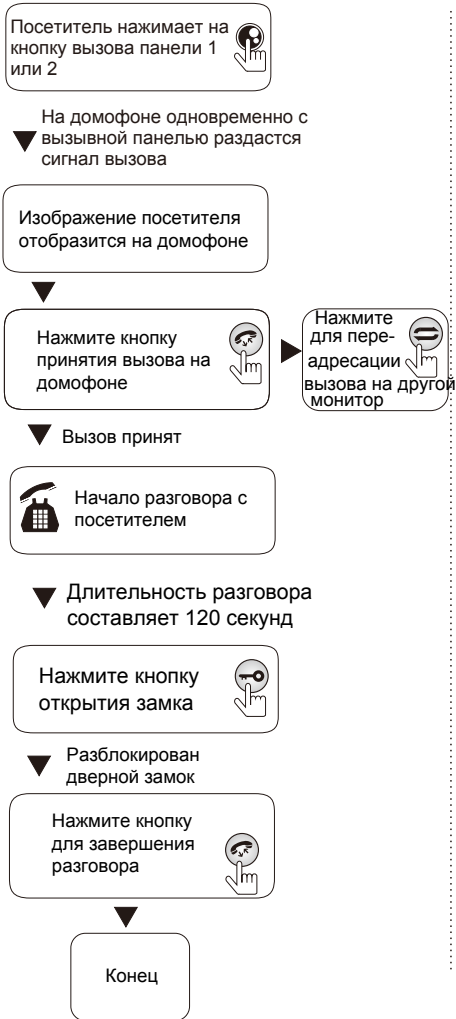 Посетитель нажимает на
кнопку вызова панели 1
или 2
На домофоне одновременно с
вызывной панелью раздастся
сигнал вызова
Изображение посетителя
отобразится на домофоне
Нажмите кнопку
принятия вызова на
домофоне
Нажмите
для пере-
адресации
вызова на другой
монитор
Вызов принят
Начало разговора с
посетителем
Длительность разговора
составляет 120 секунд
Нажмите кнопку
открытия замка
Разблокирован
дверной замок
Нажмите кнопку
для завершения
разговора
Конец